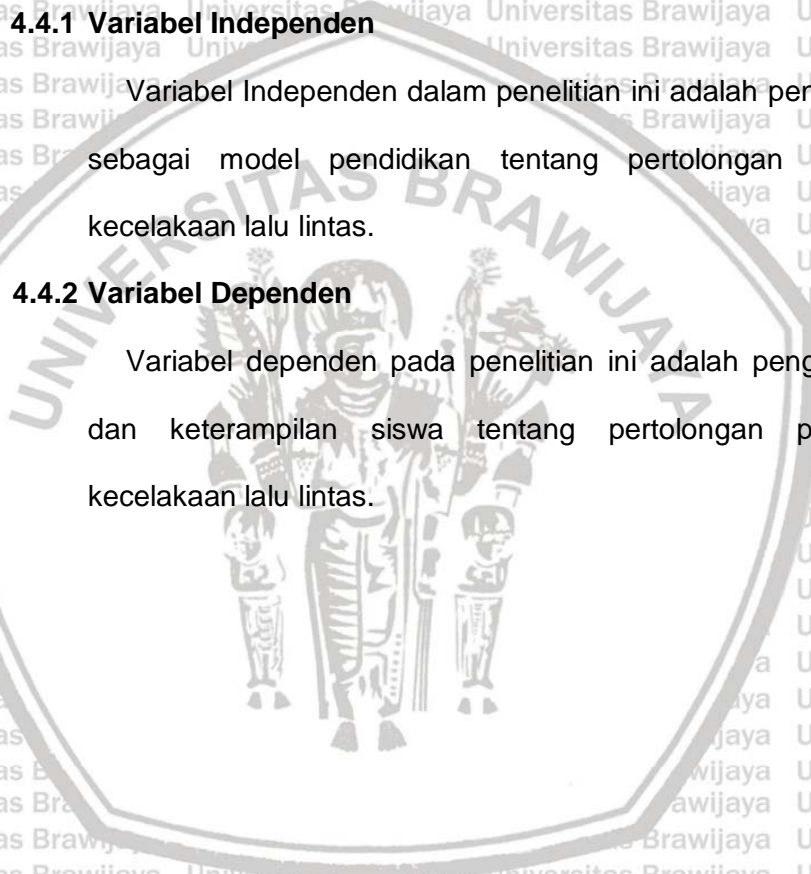 4.4.1 Variabel Independen
Variabel Independen dalam penelitian ini adalah
sebagai model pendidikan tentang pertolongan
kecelakaan lalu lintas.
4.4.2 Variabel Dependen
Variabel dependen pada penelitian ini adalah
dan keterampilan siswa tentang pertolongan
kecelakaan lalu lintas.
UNIVERSITAS BRAWIJAYA